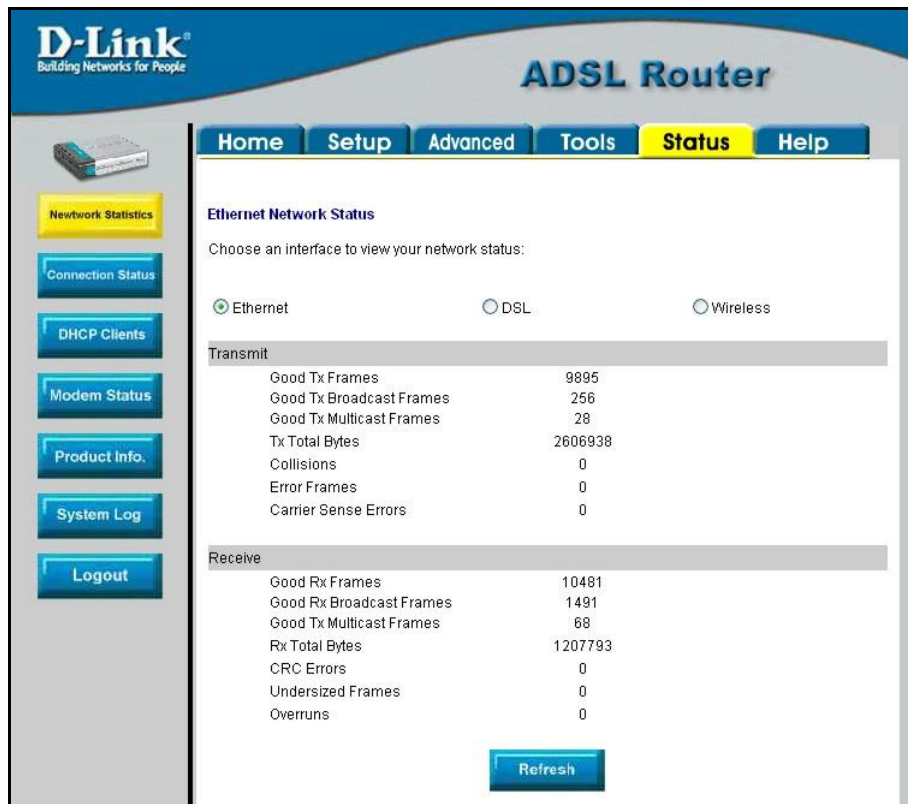 D-Link®
Building Networks for People
ADSL Router
Home Setup Advanced Tools Status Help
Newtwork Statistics
Connection Status
DHCP Clients
Modem Status
Product Info.
System Log
Logout
Ethernet Network Status
Choose an interface to view your network status:
Ethernet DSL Wireless
Transmit
Good Tx Frames 9895
Good Tx Broadcast Frames 256
Good Tx Multicast Frames 28
Tx Total Bytes 2606938
Collisions 0
Error Frames 0
Carrier Sense Errors 0
Receive
Good Rx Frames 10481
Good Rx Broadcast Frames 1491
Good Tx Multicast Frames 68
Rx Total Bytes 1207793
CRC Errors 0
Undersized Frames 0
Overruns 0
Refresh